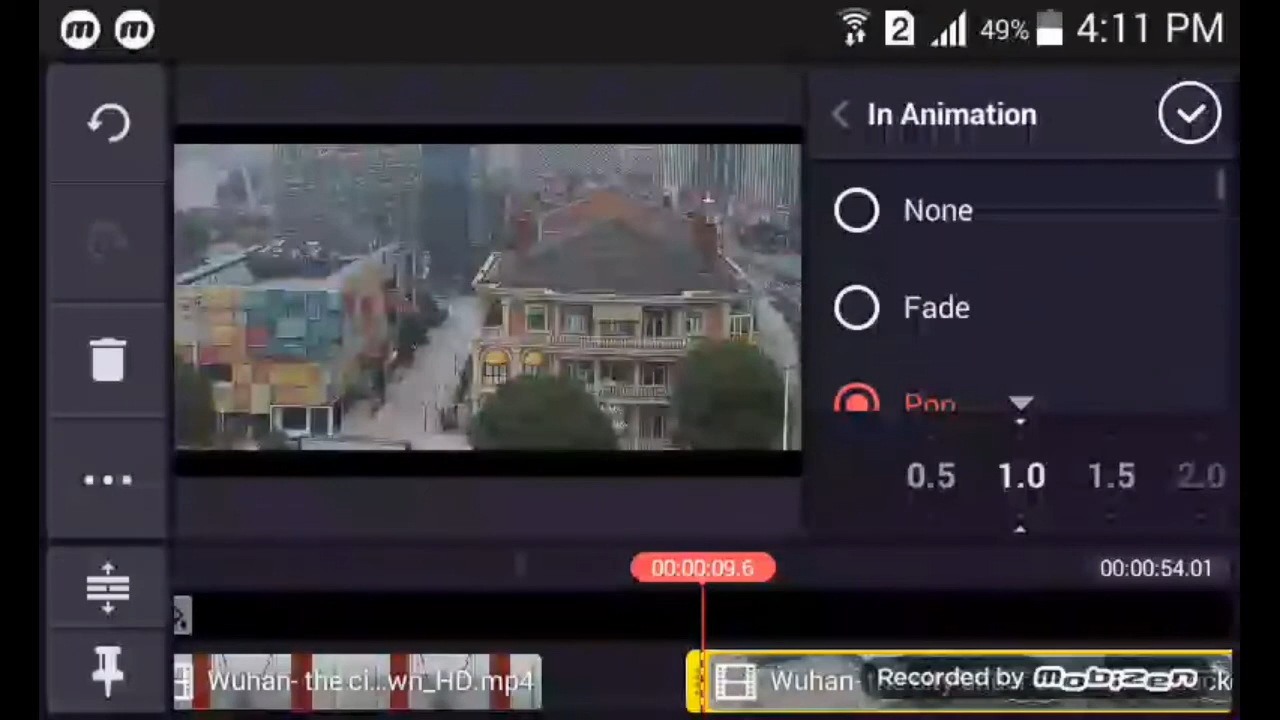 m m 2 49% 4:11 PM
In Animation
None
Fade
Pop
0.5 1.0 1.5 2.0
00:00:09.6
00:00:54.01
Wuhan- the ci...wn_HD.mp4
Wuhan-
Recorded by mobizen